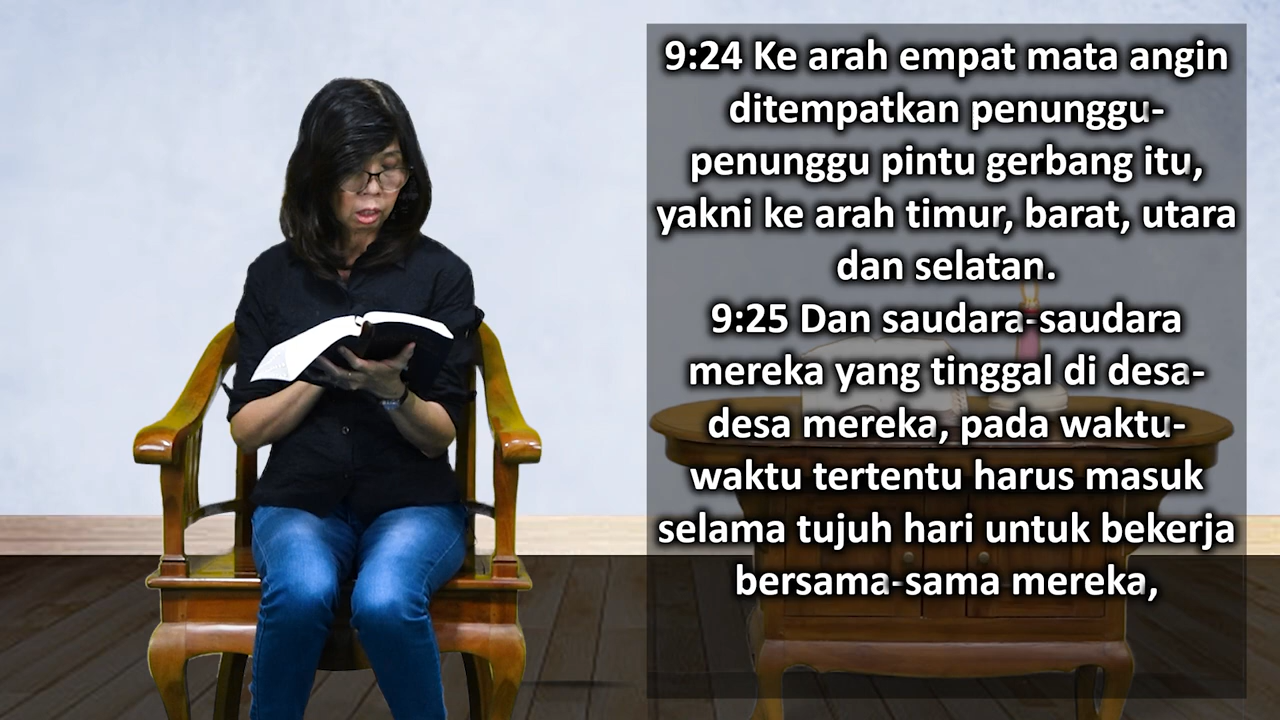 9:24 Ke arah empat mata angin
ditempatkan penunggu-
penunggu pintu gerbang itu,
yakni ke arah timur, barat, utara
dan selatan.
9:25 Dan saudara-saudara
mereka yang tinggal di desa-
desa mereka, pada waktu-
waktu tertentu harus masuk
selama tujuh hari untuk bekerja
bersama-sama mereka,